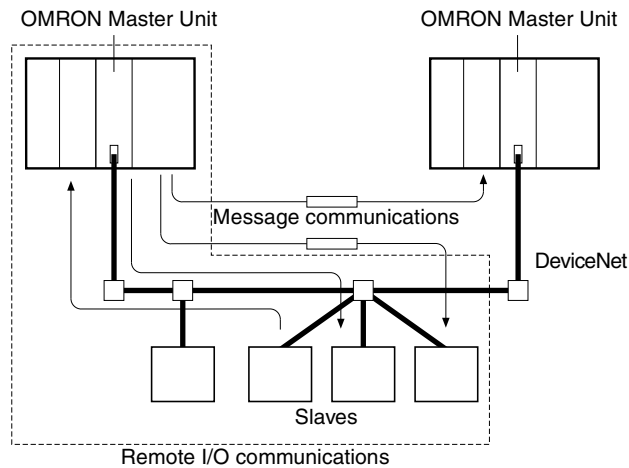 OMRON Master Unit
OMRON Master Unit
Message communications
DeviceNet
Slaves
Remote I/O communications